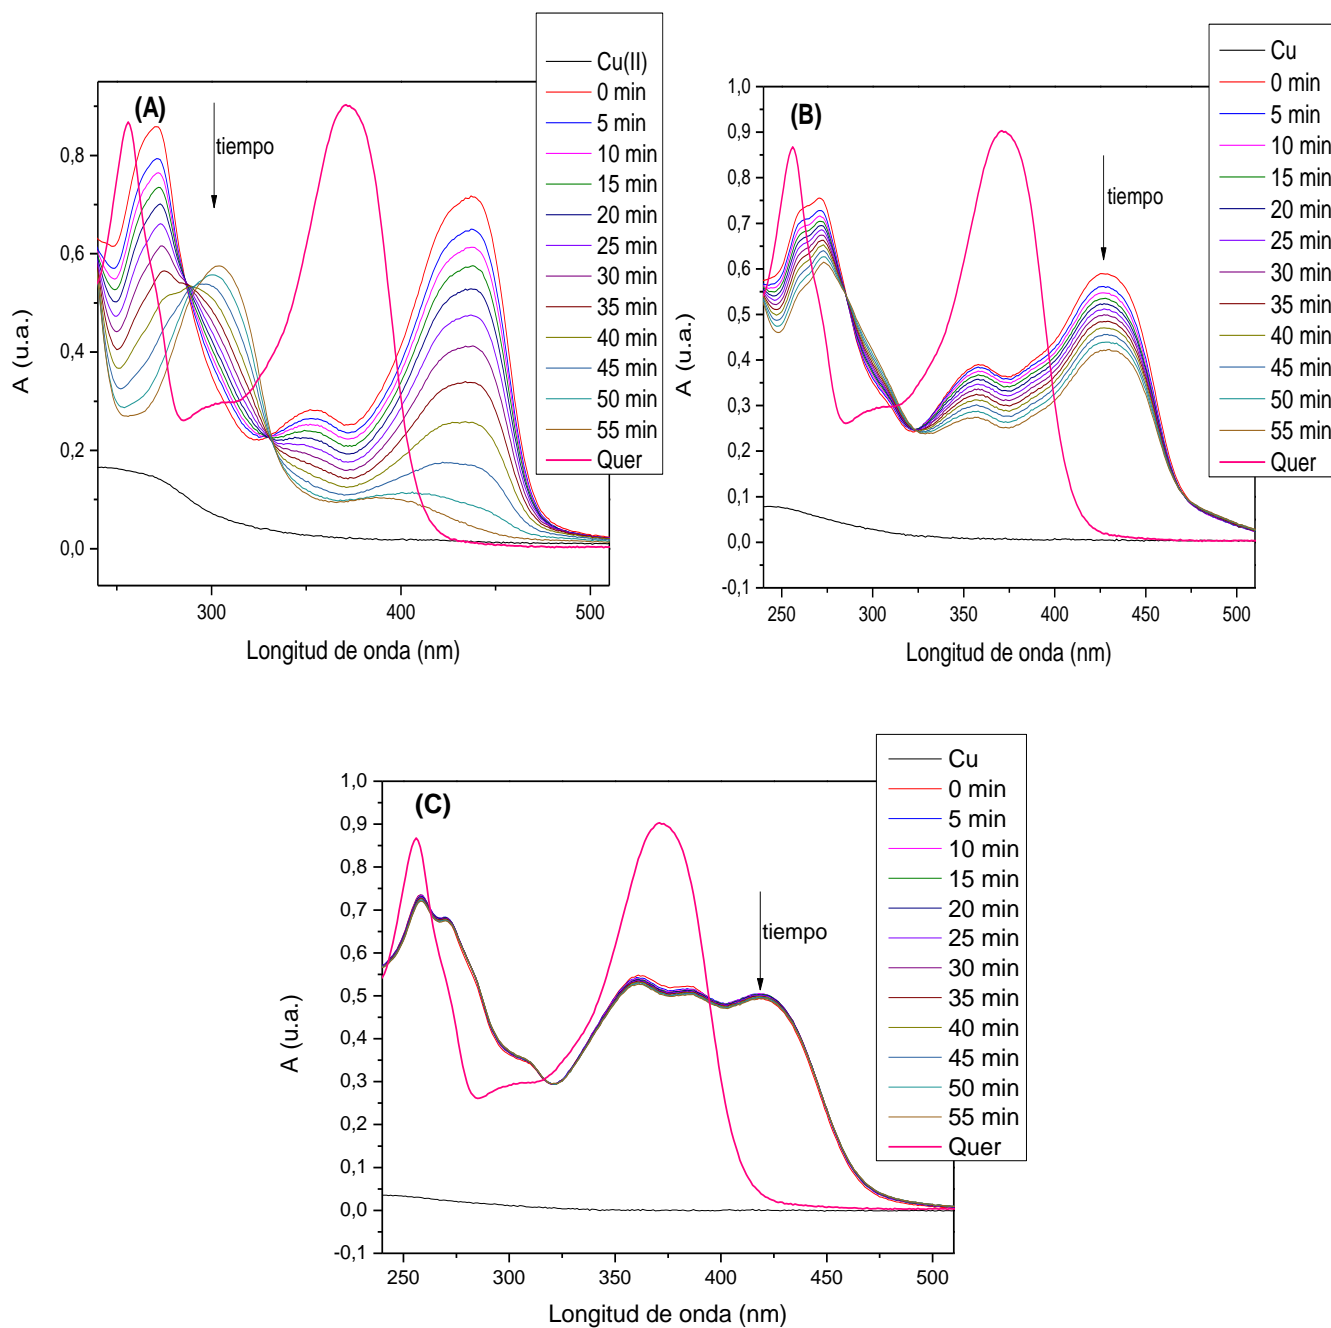 (A)
tiempo
Cu(II)
0 min
5 min
10 min
15 min
20 min
25 min
30 min
35 min
40 min
45 min
50 min
55 min
Quer
0,8
0,6
0,4
0,2
0,0
A (u.a.)
300
400
500
Longitud de onda (nm)
(B)
tiempo
Cu
0 min
5 min
10 min
15 min
20 min
25 min
30 min
35 min
40 min
45 min
50 min
55 min
Quer
1,0
0,9
0,8
0,7
0,6
0,5
0,4
0,3
0,2
0,1
0,0
-0,1
A (u.a.)
250
300
350
400
450
500
Longitud de onda (nm)
(C)
tiempo
Cu
0 min
5 min
10 min
15 min
20 min
25 min
30 min
35 min
40 min
45 min
50 min
55 min
Quer
1,0
0,9
0,8
0,7
0,6
0,5
0,4
0,3
0,2
0,1
0,0
-0,1
A (u.a.)
250
300
350
400
450
500
Longitud de onda (nm)